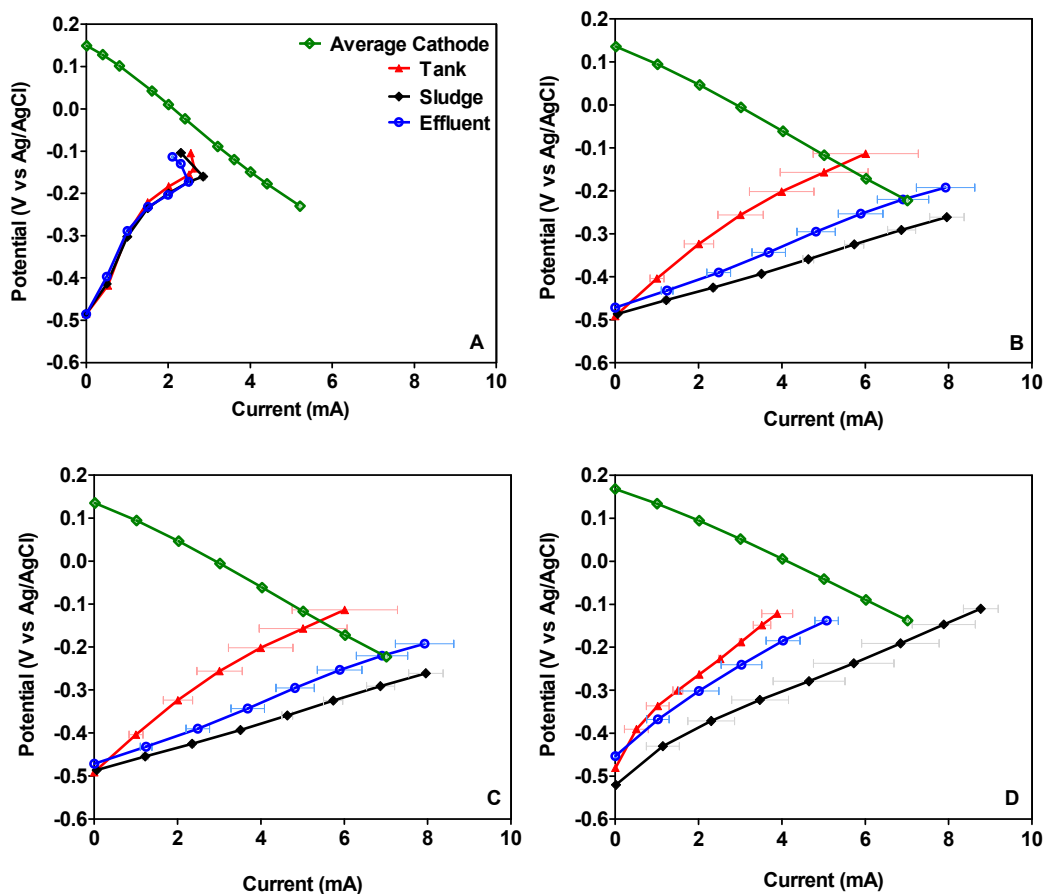 0.2
0.1
0.0
-0.1
-0.2
-0.3
-0.4
-0.5
-0.6
Potential (V vs Ag/AgCl)
Average Cathode
Tank
Sludge
Effluent
A
0 2 4 6 8 10
Current (mA)
0.2
0.1
0.0
-0.1
-0.2
-0.3
-0.4
-0.5
-0.6
Potential (V vs Ag/AgCl)
B
0 2 4 6 8 10
Current (mA)
0.2
0.1
0.0
-0.1
-0.2
-0.3
-0.4
-0.5
-0.6
Potential (V vs Ag/AgCl)
C
0 2 4 6 8 10
Current (mA)
0.2
0.1
0.0
-0.1
-0.2
-0.3
-0.4
-0.5
-0.6
Potential (V vs Ag/AgCl)
D
0 2 4 6 8 10
Current (mA)